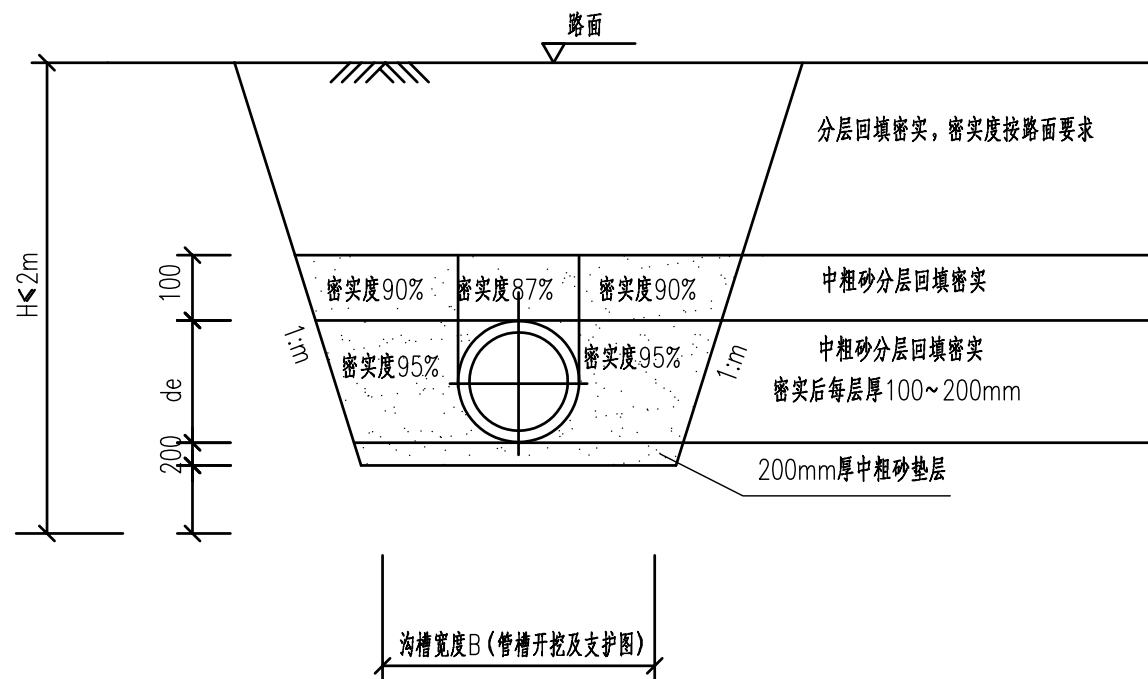 路面
分层回填密实，密实度按路面要求
H≤2m
100
密实度90%
密实度87%
密实度90%
中粗砂分层回填密实
1:m
密实度95%
密实度95%
1:m
中粗砂分层回填密实
密实后每层厚100~200mm
de
200
200mm厚中粗砂垫层
沟槽宽度B(管槽开挖及支护图)